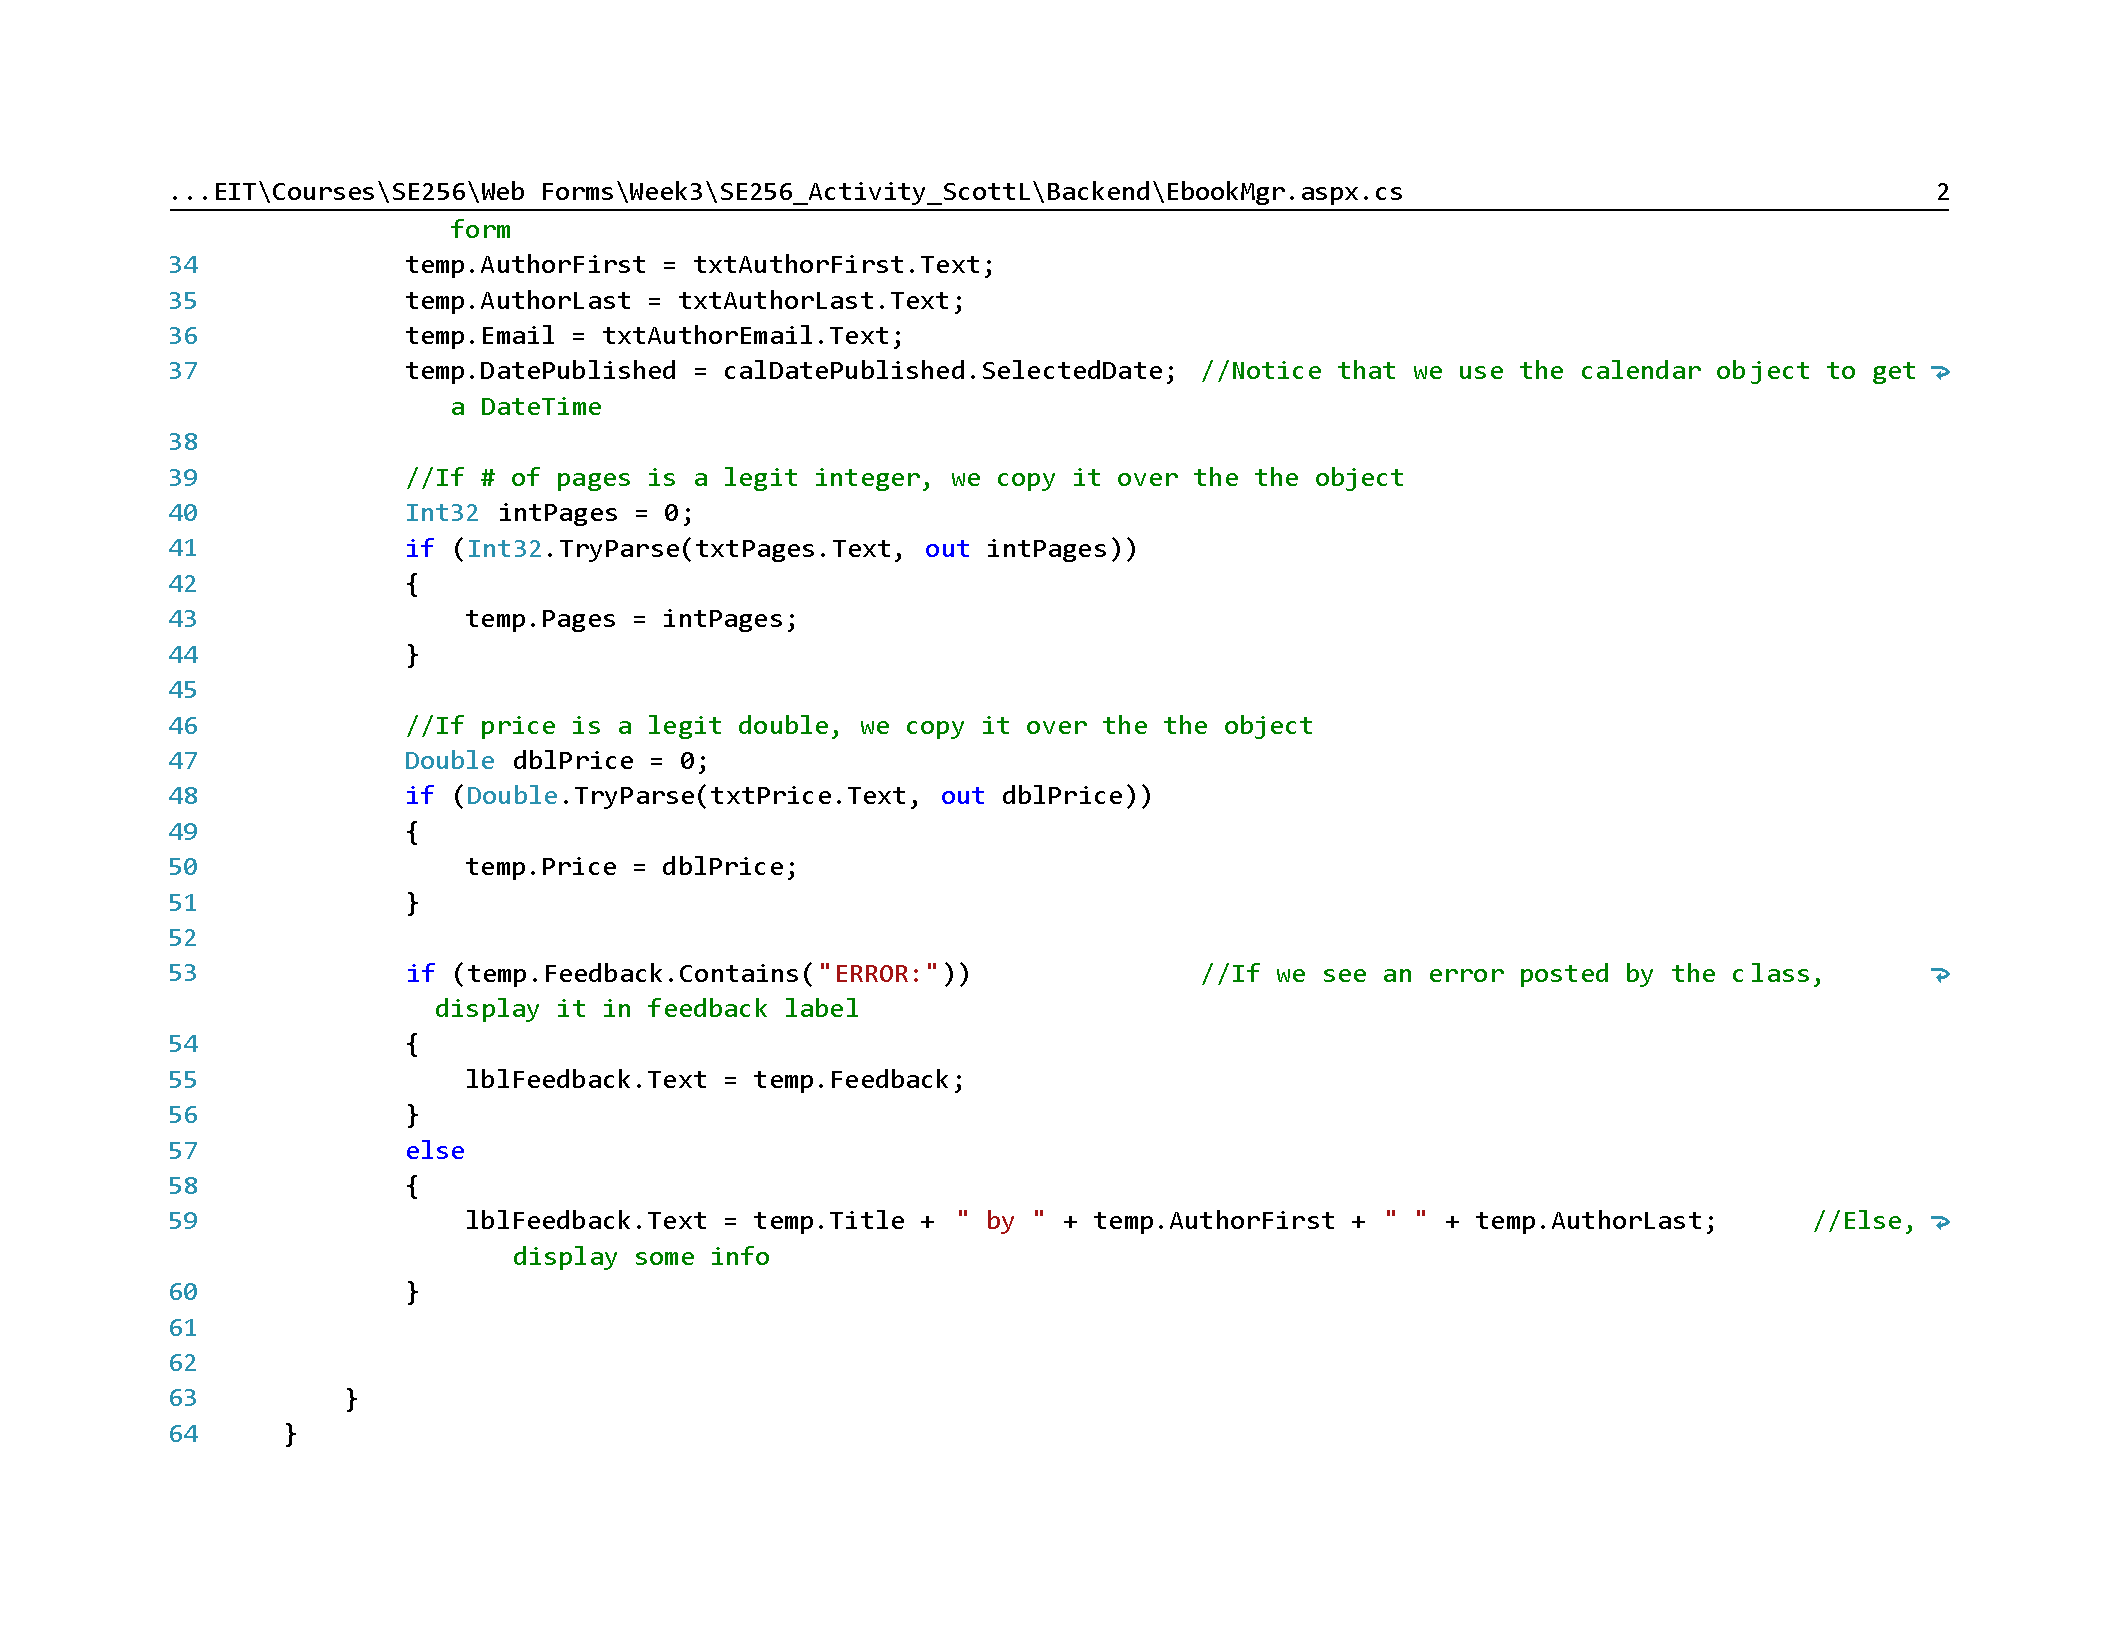 ...EIT\Courses\SE256\Web Forms\Week3\SE256_Activity_ScottL\Backend\EbookMgr.aspx.cs 2
form
34 temp.AuthorFirst = txtAuthorFirst.Text;
35 temp.AuthorLast = txtAuthorLast.Text;
36 temp.Email = txtAuthorEmail.Text;
37 temp.DatePublished = calDatePublished.SelectedDate; //Notice that we use the calendar object to get
a DateTime
38
39 //If # of pages is a legit integer, we copy it over the the object
40 Int32 intPages = 0;
41 if (Int32.TryParse(txtPages.Text, out intPages))
42 {
43 temp.Pages = intPages;
44 }
45
46 //If price is a legit double, we copy it over the the object
47 Double dblPrice = 0;
48 if (Double.TryParse(txtPrice.Text, out dblPrice))
49 {
50 temp.Price = dblPrice;
51 }
52
53 if (temp.Feedback.Contains("ERROR:")) //If we see an error posted by the class,
display it in feedback label
54 {
55 lblFeedback.Text = temp.Feedback;
56 }
57 else
58 {
59 lblFeedback.Text = temp.Title + " by " + temp.AuthorFirst + " " + temp.AuthorLast; //Else,
display some info
60 }
61
62
63 }
64 }